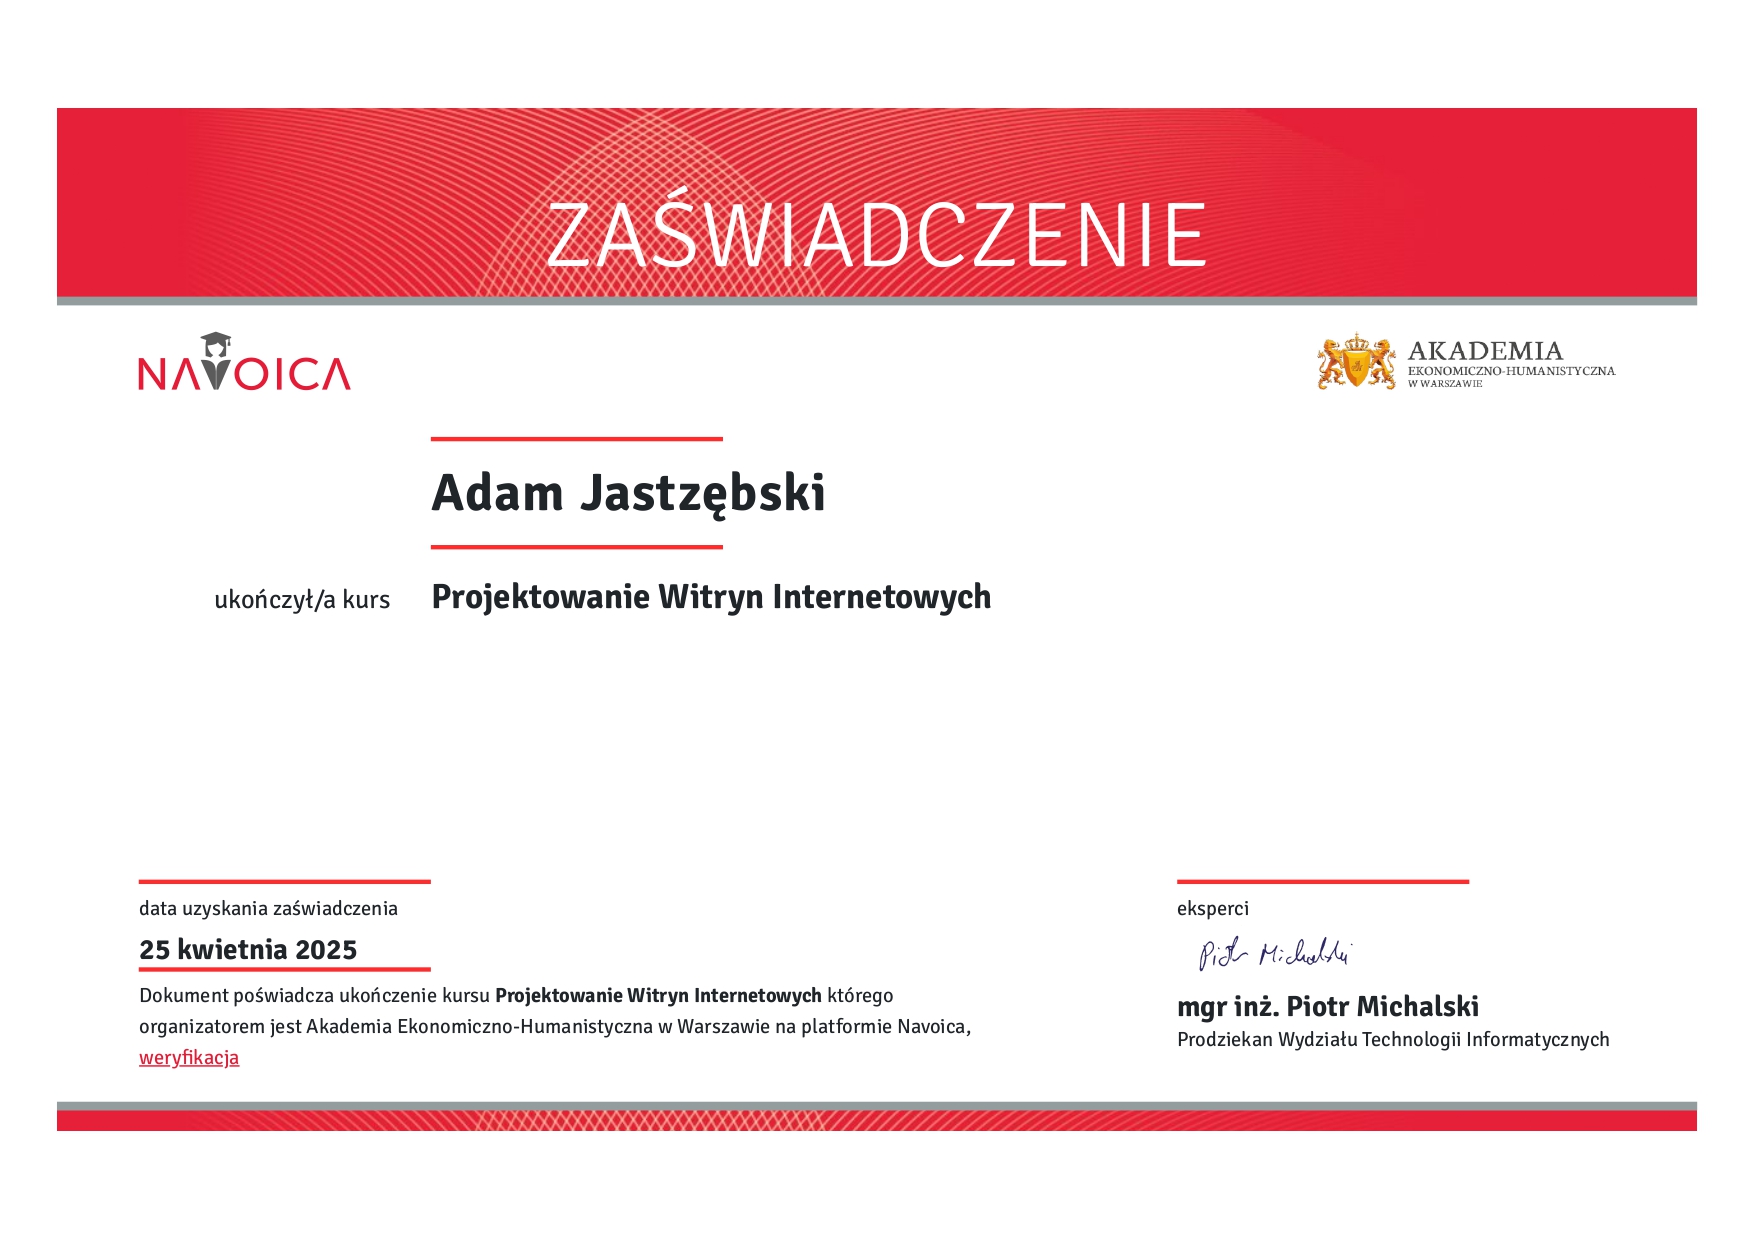 ZAŚWIADCZENIE
NAVOICA
AKADEMIA
EKONOMICZNO-HUMANISTYCZNA
W WARSZAWIE
Adam Jastzębski
ukończył/a kurs Projektowanie Witryn Internetowych
data uzyskania zaświadczenia
25 kwietnia 2025
Dokument poświadcza ukończenie kursu Projektowanie Witryn Internetowych którego
organizatorem jest Akademia Ekonomiczno-Humanistyczna w Warszawie na platformie Navoica,
weryfikacja
eksperci
Piotr Michalski
mgr inż. Piotr Michalski
Prodziekan Wydziału Technologii Informatycznych